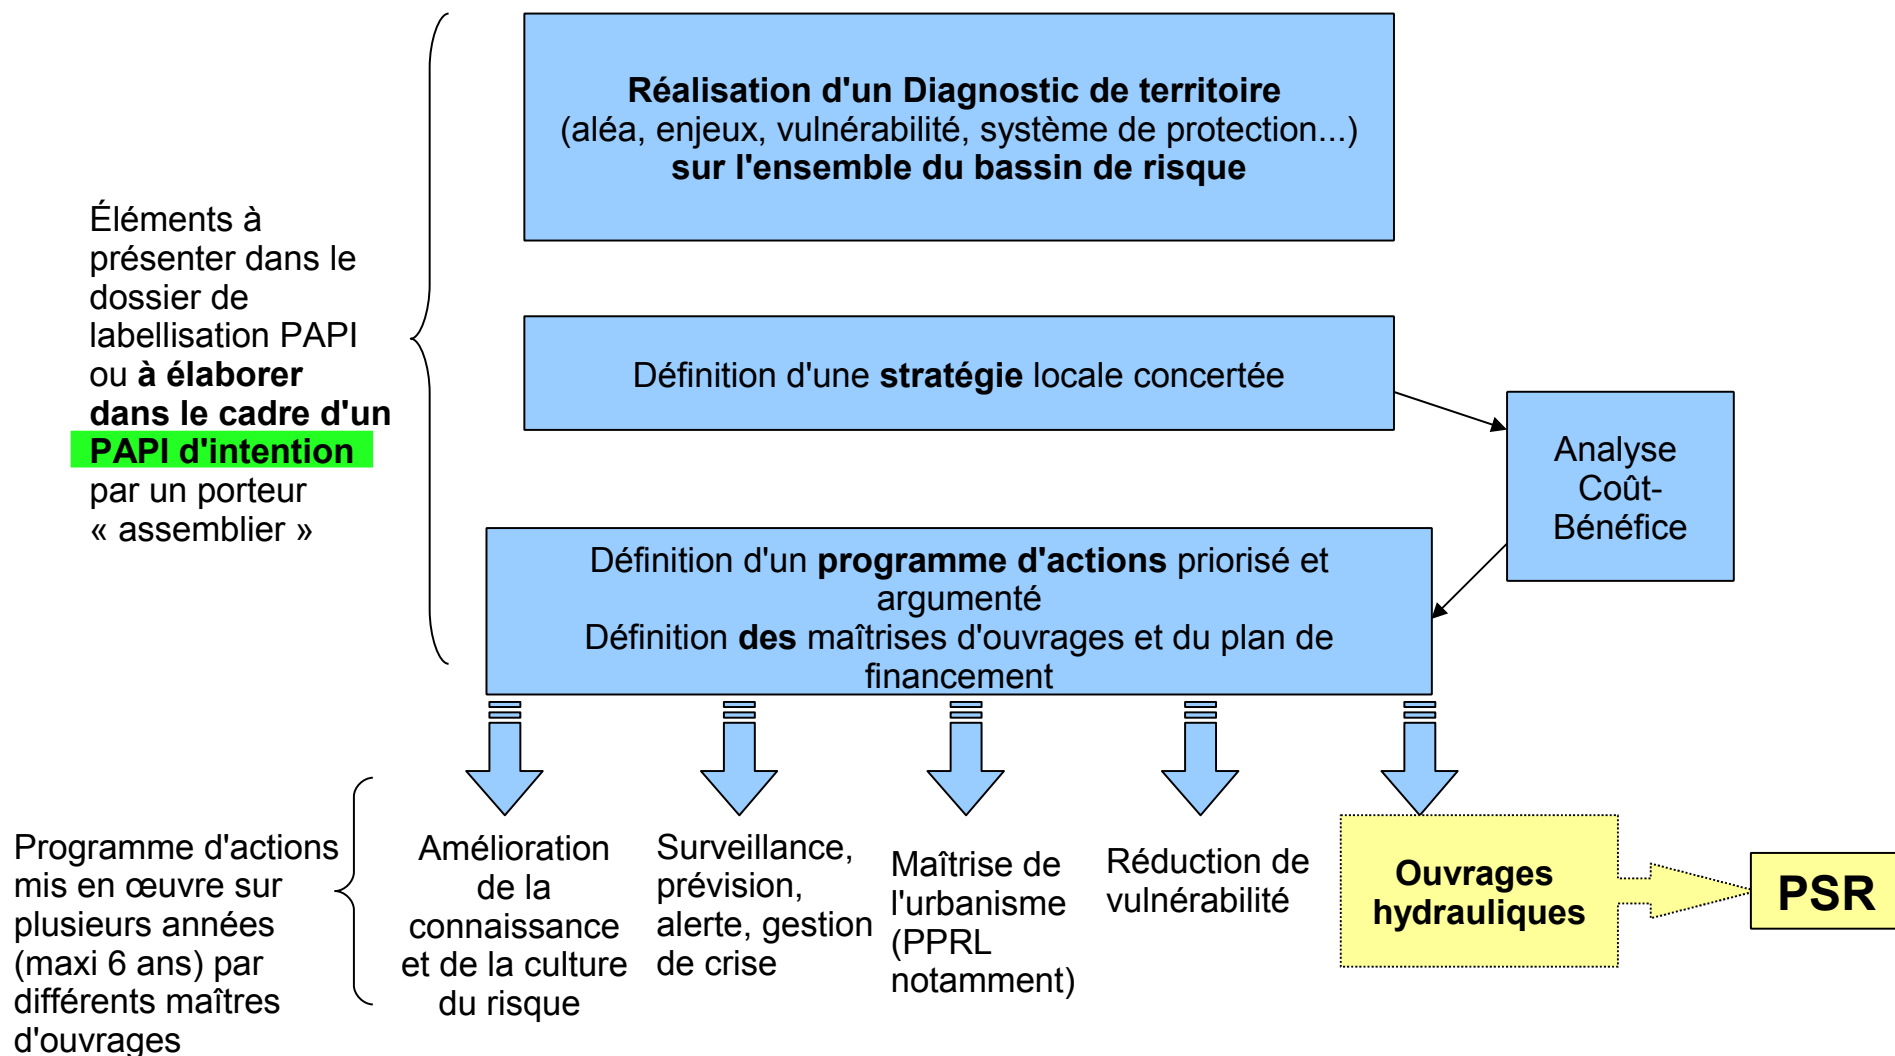 Réalisation d'un Diagnostic de territoire
(aléa, enjeux, vulnérabilité, système de protection...)
sur l'ensemble du bassin de risque
Éléments à
présenter dans le
dossier de
labellisation PAPI
ou à élaborer
dans le cadre d'un
PAPI d'intention
par un porteur
« assemblier »
Définition d'une stratégie locale concertée
Analyse
Coût-
Bénéfice
Définition d'un programme d'actions priorisé et
argumenté
Définition des maîtrises d'ouvrages et du plan de
financement
Programme d'actions
mis en œuvre sur
plusieurs années
(maxi 6 ans) par
différents maîtres
d'ouvrages
Amélioration
de la
connaissance
et de la culture
du risque
Surveillance,
prévision,
alerte, gestion
de crise
Maîtrise de
l'urbanisme
(PPRL
notamment)
Réduction de
vulnérabilité
Ouvrages
hydrauliques
PSR